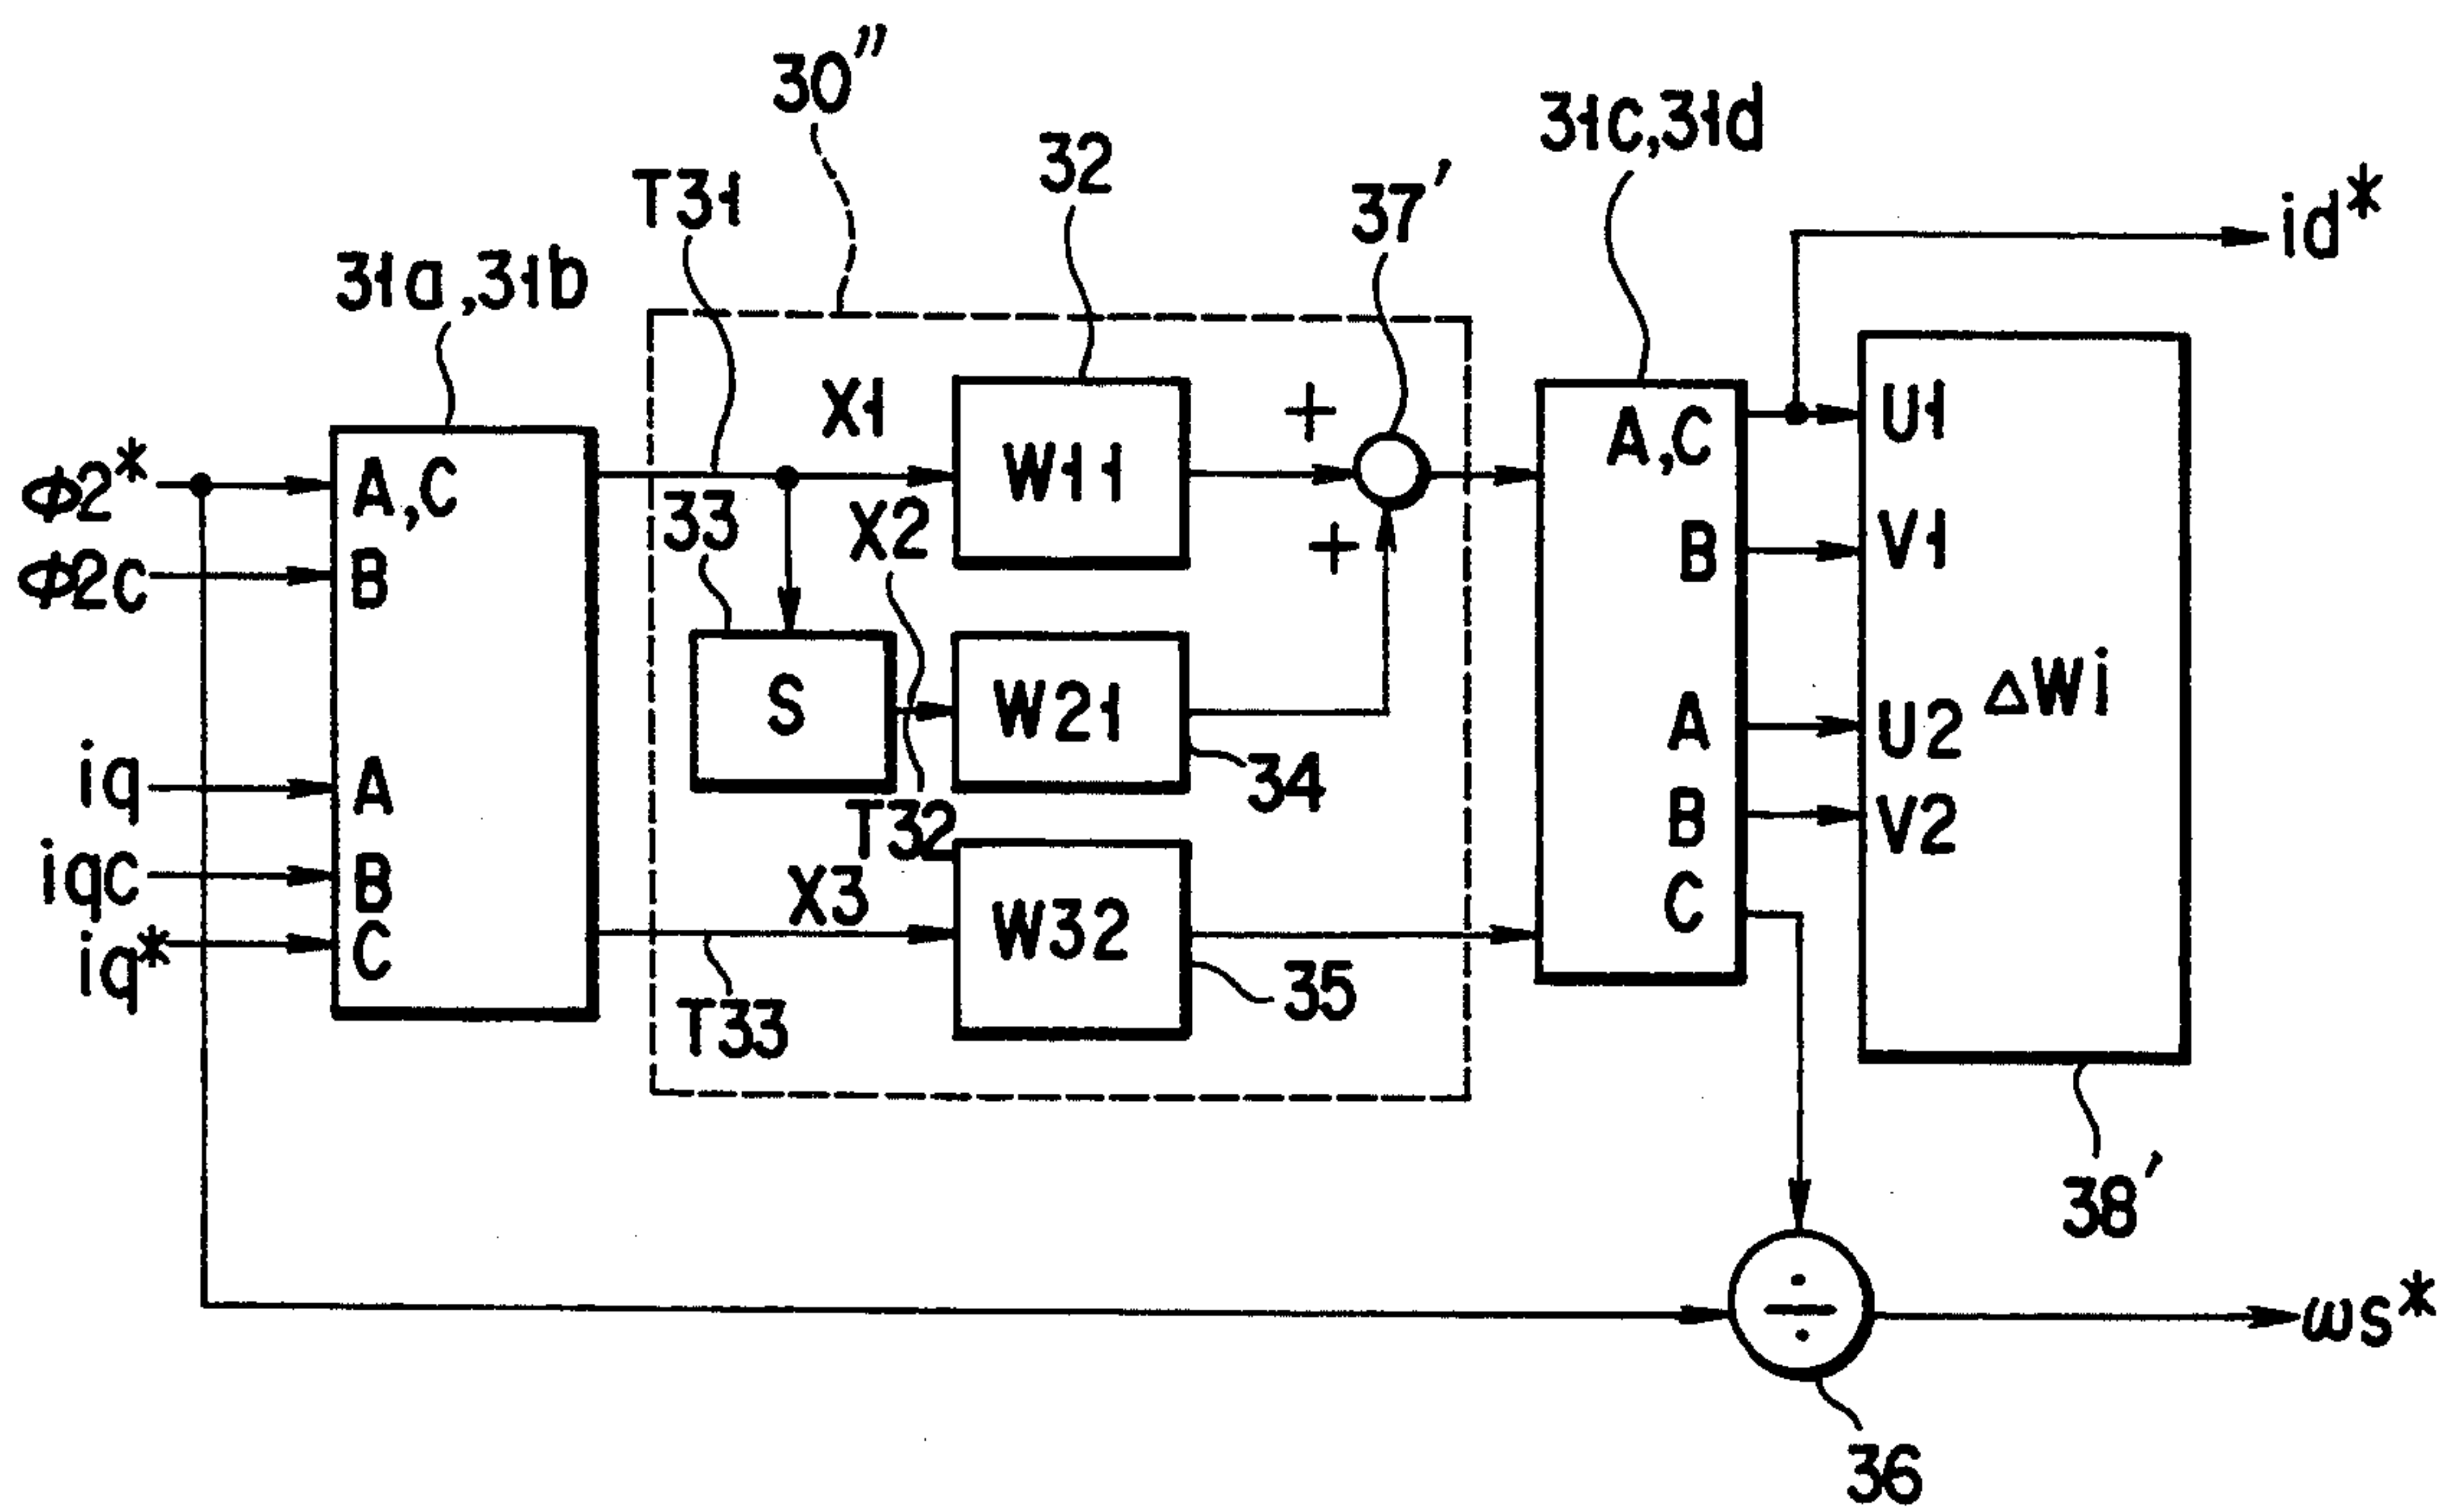 30″
31c,31d
32
T31
37′
id*
31a,31b
X1
+
A,C
U1
W11
φ2*
A,C
33
X2
+
B
V1
φ2c
B
S
W21
A
U2
ΔWi
iq
A
34
T32
B
V2
iqc
B
X3
W32
C
iq*
C
35
T33
38′
÷
ωs*
36